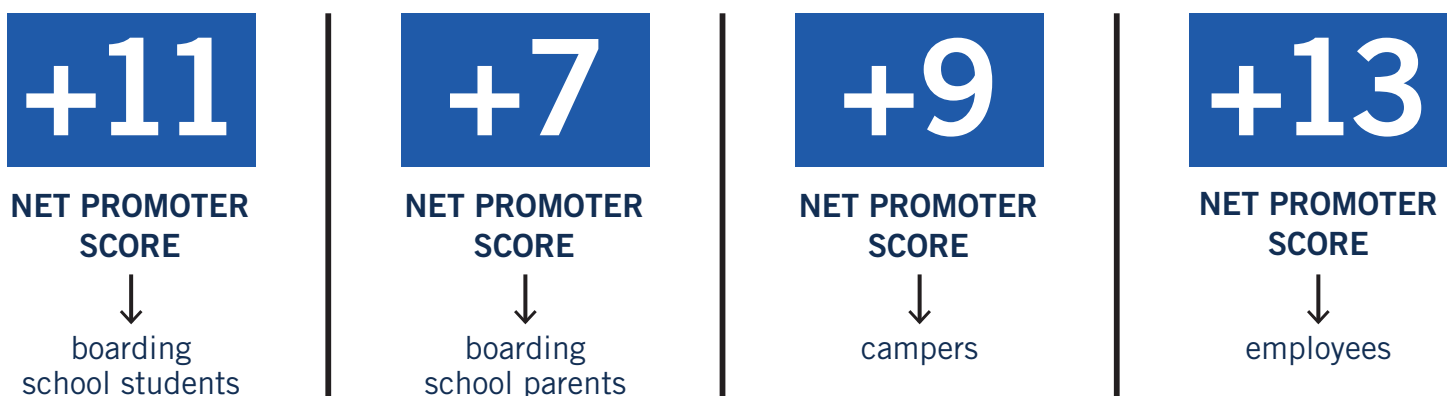 +11
NET PROMOTER
SCORE
boarding
school students
+7
NET PROMOTER
SCORE
boarding
school parents
+9
NET PROMOTER
SCORE
campers
+13
NET PROMOTER
SCORE
employees